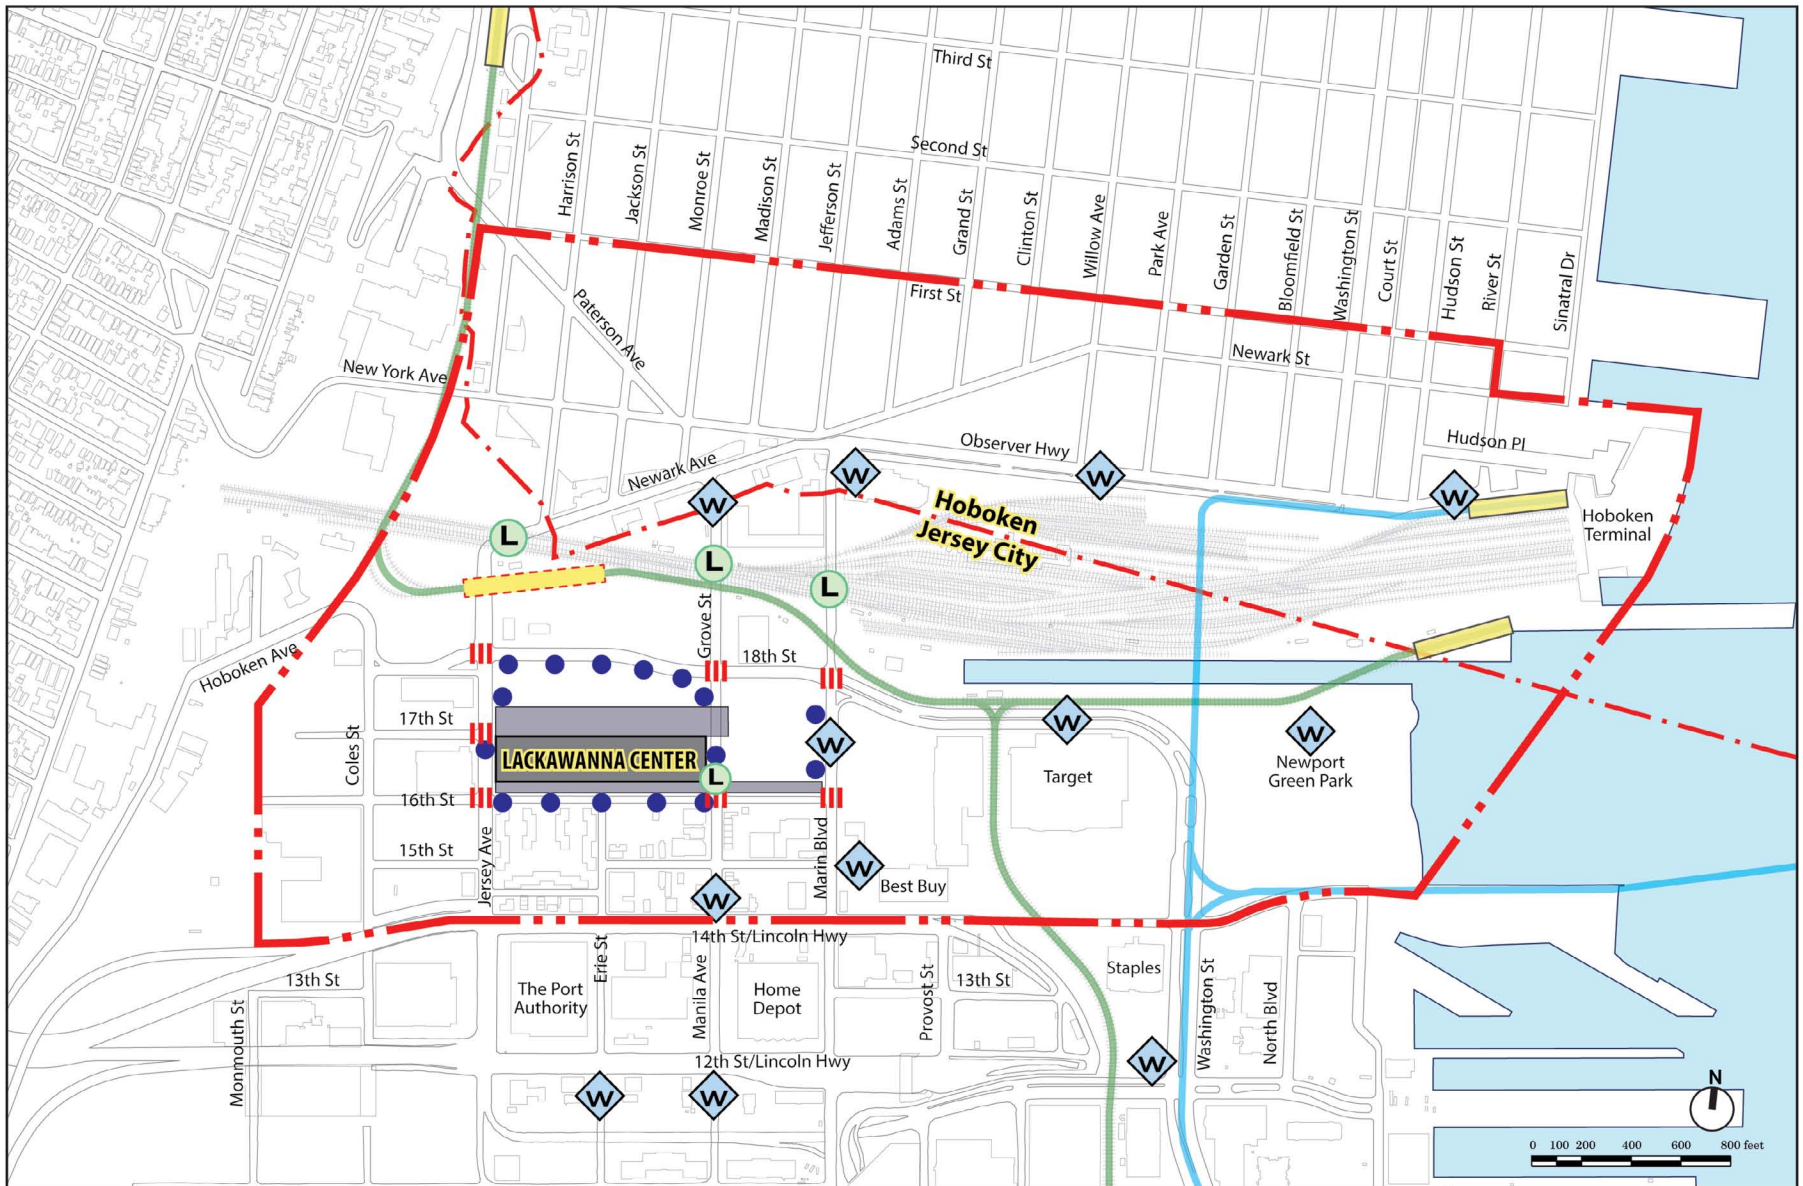 Third St
Second St
Harrison St
Jackson St
Monroe St
Madison St
Jefferson St
Adams St
Grand St
Clinton St
Willow Ave
Park Ave
Garden St
Bloomfield St
Washington St
Court St
Hudson St
River St
Sinatral Dr
First St
Paterson Ave
New York Ave
Newark St
Observer Hwy
Hudson Pl
Newark Ave
W
W
W
W
Hoboken
Jersey City
Hoboken
Terminal
L
L
L
Grove St
18th St
Hoboken Ave
17th St
Coles St
LACKAWANNA CENTER
L
W
W
W
Target
Newport
Green Park
16th St
15th St
Jersey Ave
Marin Blvd
W
Best Buy
W
14th St/Lincoln Hwy
13th St
Erie St
The Port
Authority
Manila Ave
Home
Depot
Provost St
13th St
Staples
Washington St
North Blvd
Monmouth St
12th St/Lincoln Hwy
W
W
W
N
0 100 200 400 600 800 feet